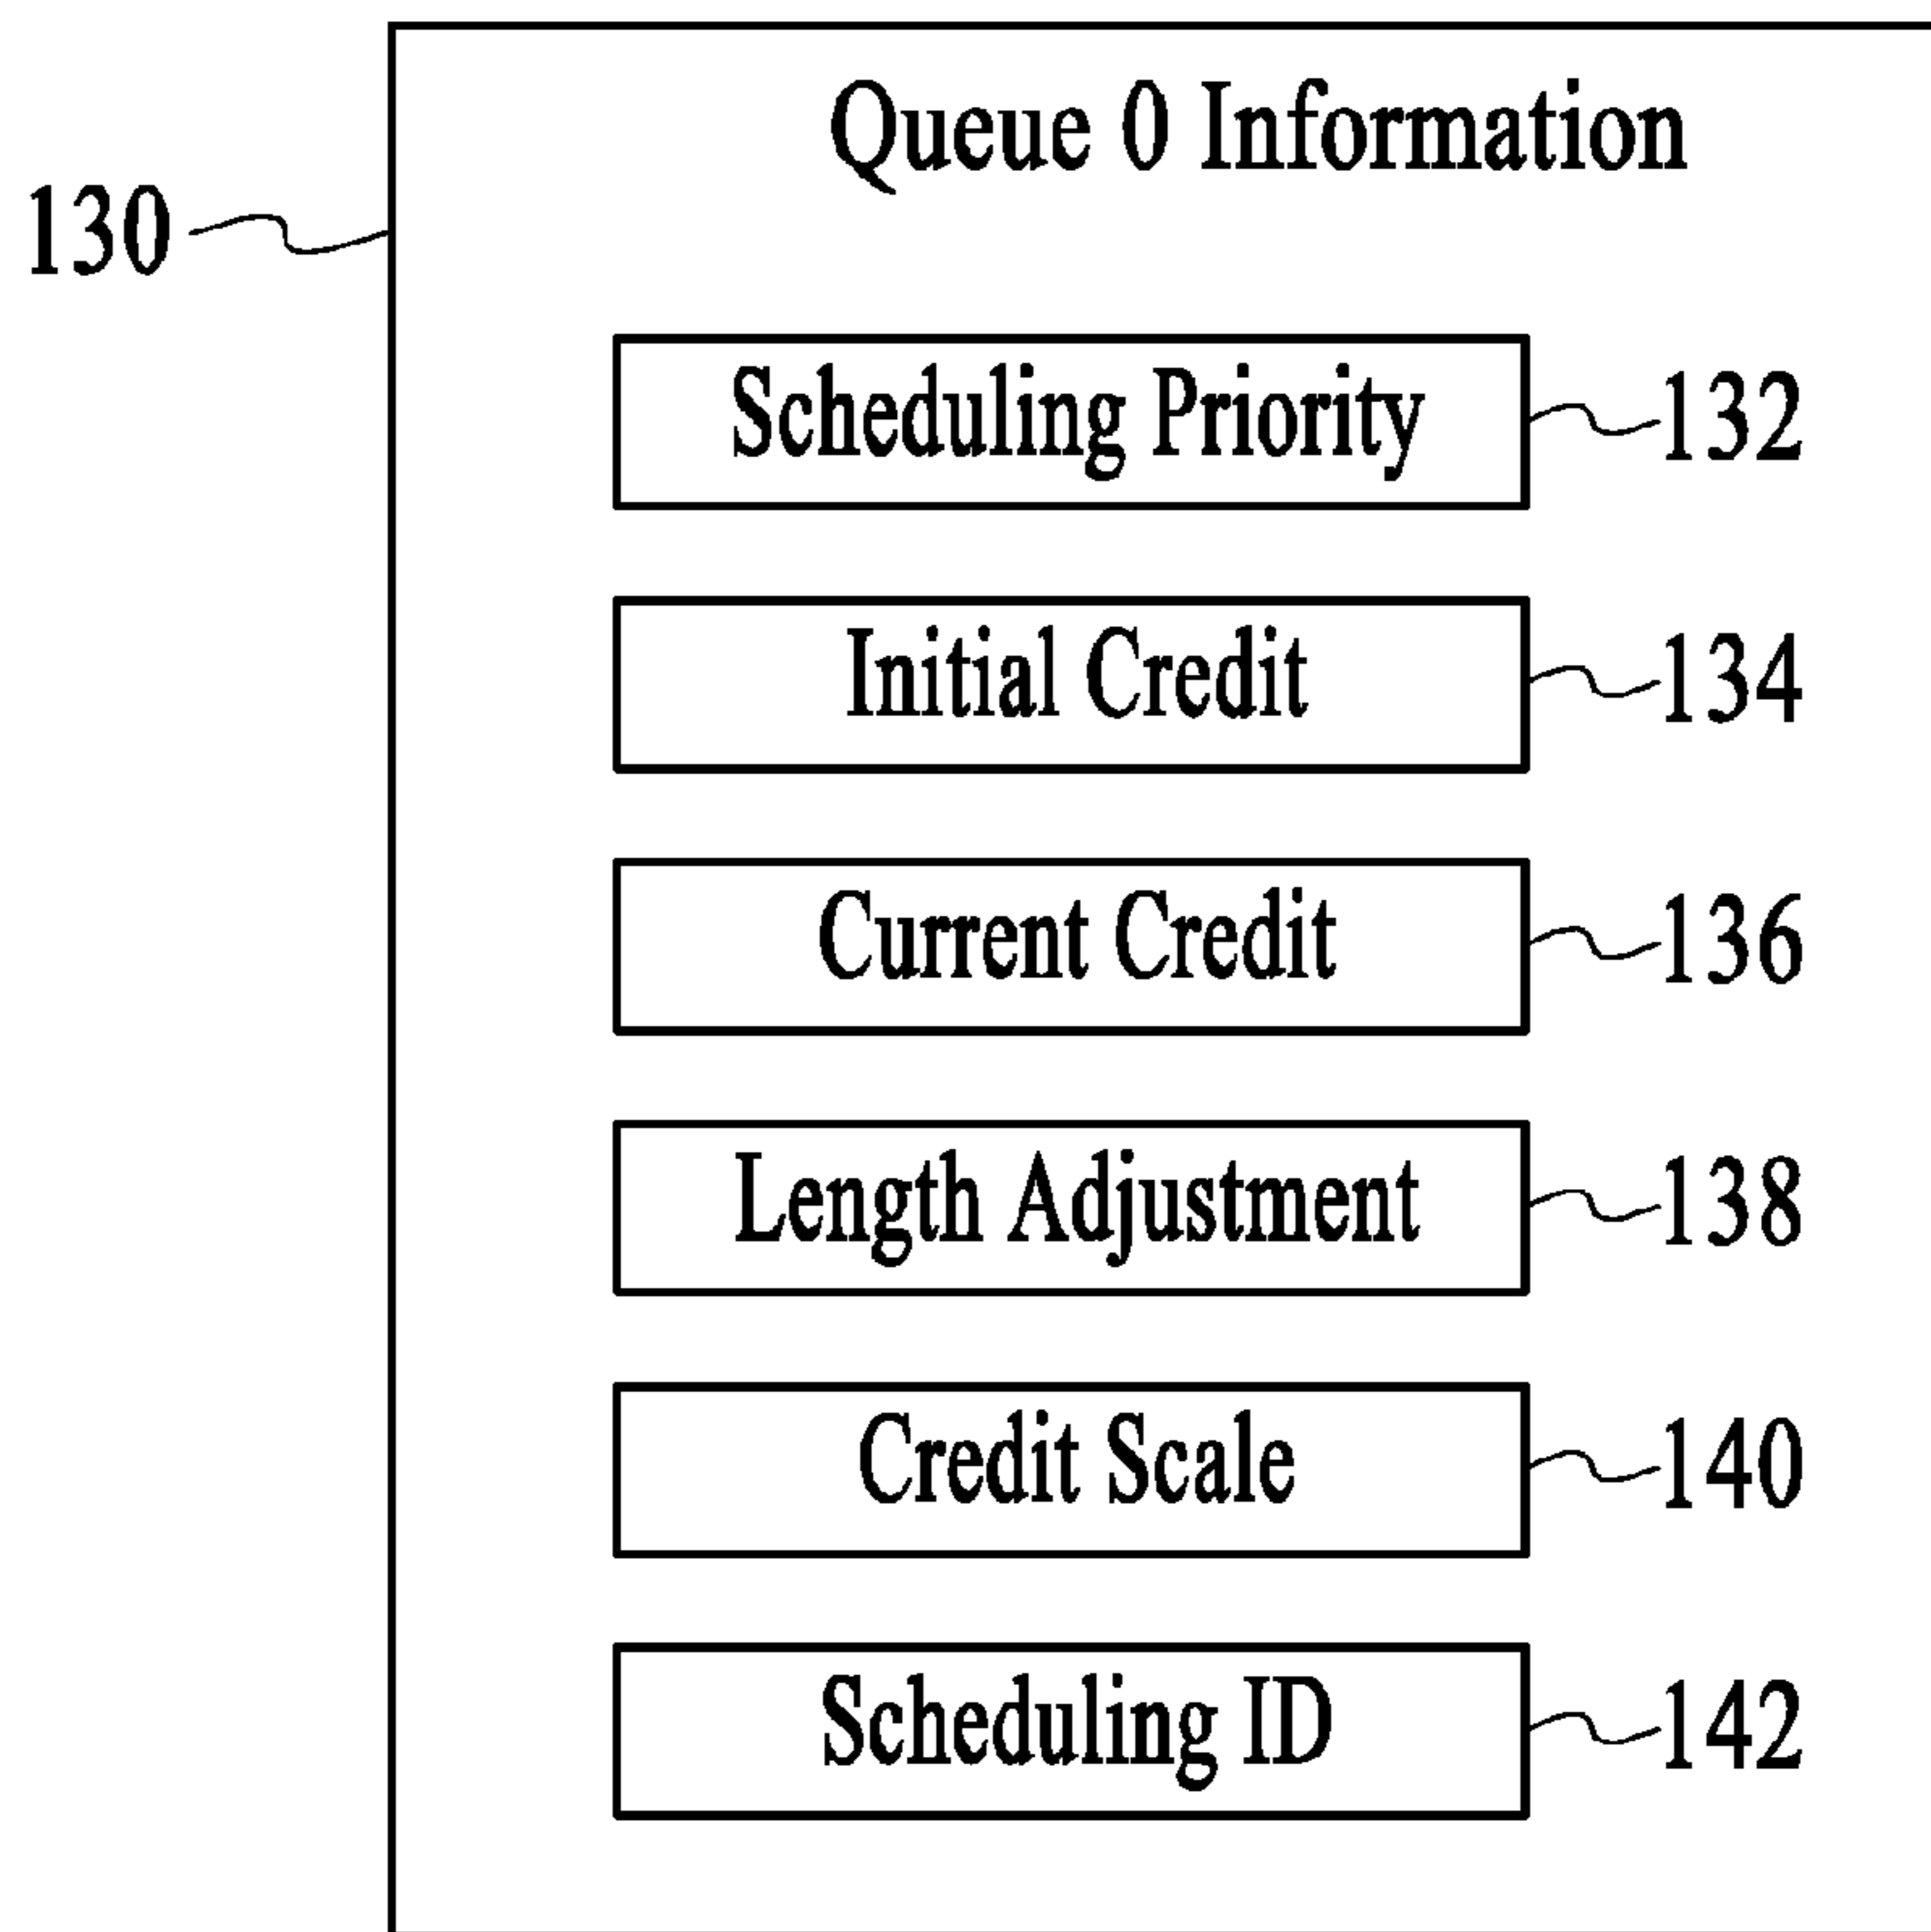 Queue 0 Information
130
Scheduling Priority 132
Initial Credit 134
Current Credit 136
Length Adjustment 138
Credit Scale 140
Scheduling ID 142